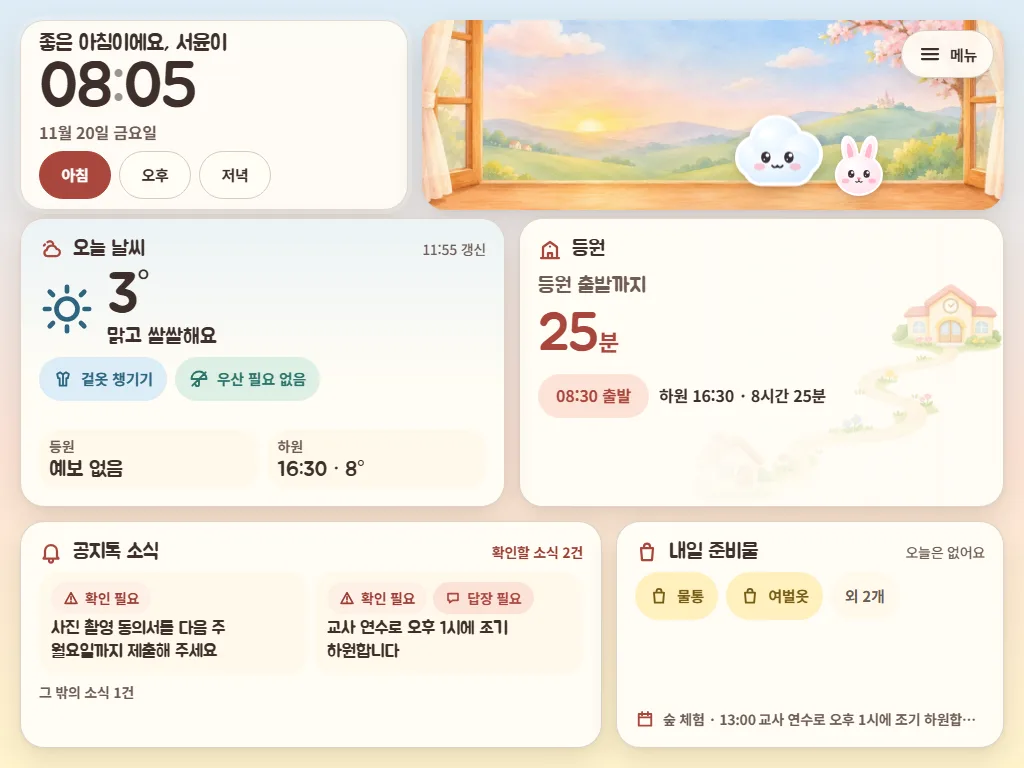 좋은 아침이에요, 서윤이
08:05
11월 20일 금요일
아침
오후
저녁
메뉴
오늘 날씨
11:55 갱신
3°
맑고 쌀쌀해요
겉옷 챙기기
우산 필요 없음
등원
예보 없음
하원
16:30 · 8°
등원
등원 출발까지
25분
08:30 출발
하원 16:30 · 8시간 25분
공지톡 소식
확인할 소식 2건
확인 필요
사진 촬영 동의서를 다음 주
월요일까지 제출해 주세요
확인 필요
답장 필요
교사 연수로 오후 1시에 조기
하원합니다
그 밖의 소식 1건
내일 준비물
오늘은 없어요
물통
여벌옷
외 2개
숲 체험 · 13:00 교사 연수로 오후 1시에 조기 하원합…